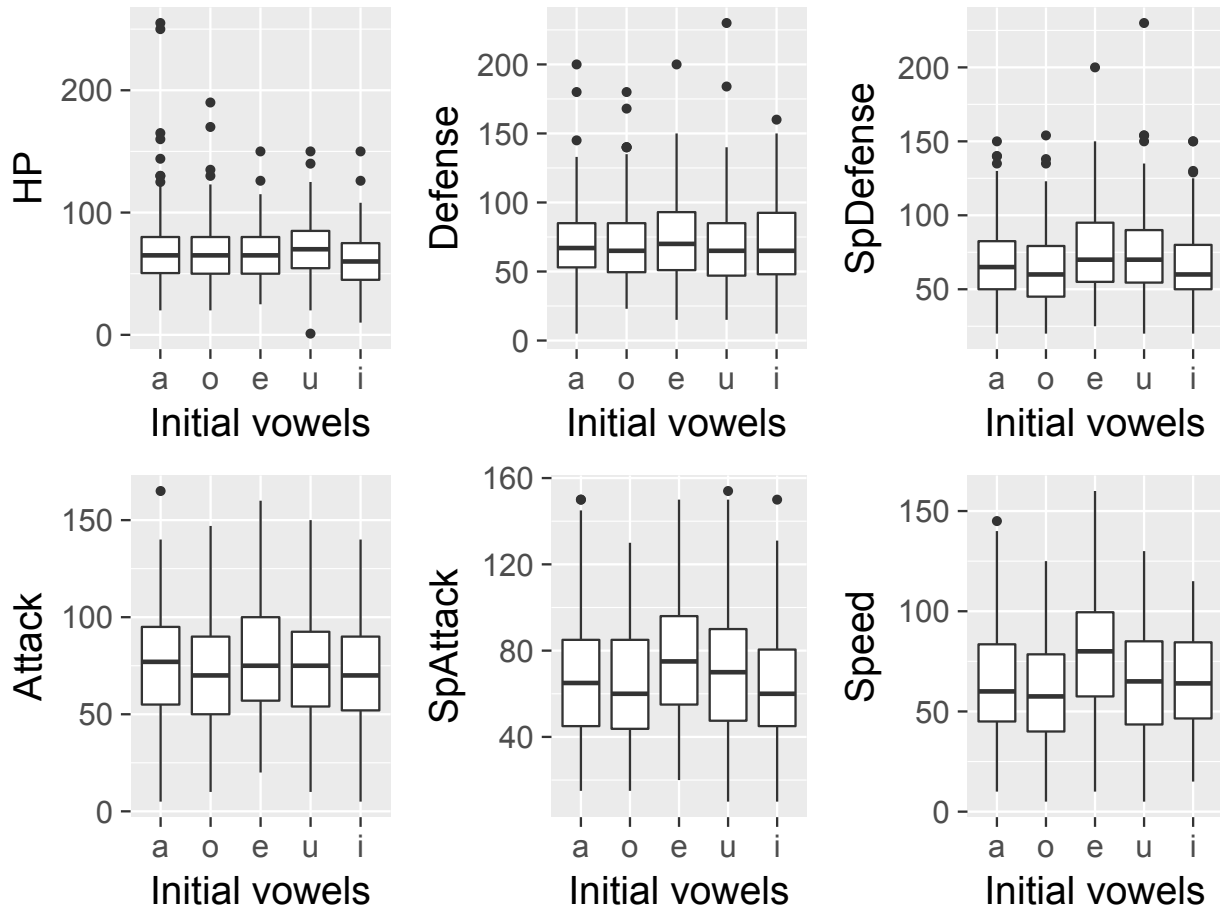 HP
200
100
0
a o e u i
Initial vowels
Defense
200
150
100
50
0
a o e u i
Initial vowels
SpDefense
200
150
100
50
a o e u i
Initial vowels
Attack
150
100
50
0
a o e u i
Initial vowels
SpAttack
160
120
80
40
a o e u i
Initial vowels
Speed
150
100
50
0
a o e u i
Initial vowels